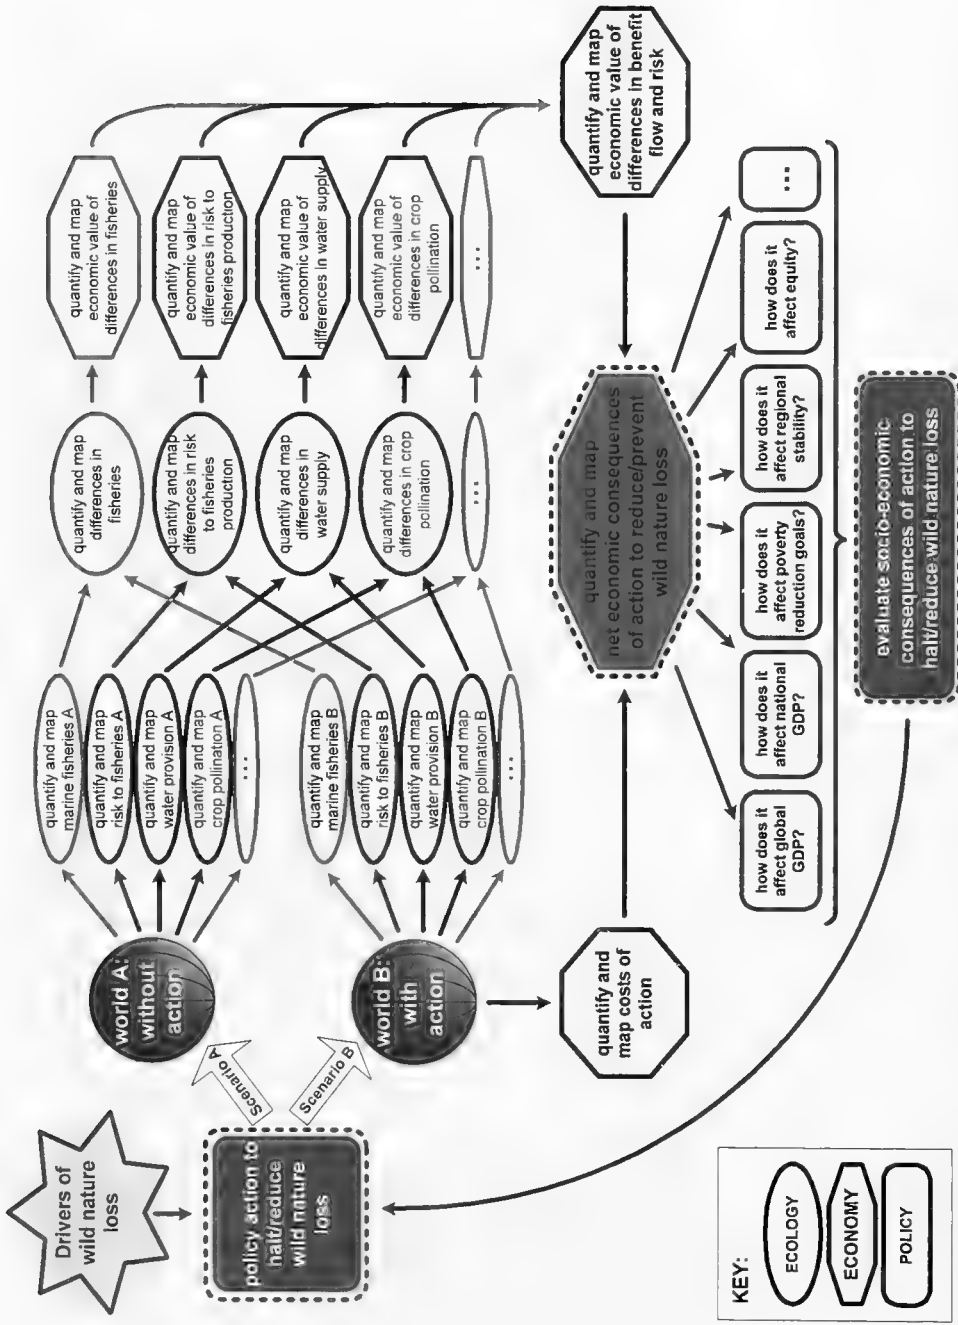 Drivers of
wild nature
loss
policy action to
halt/reduce
wild nature
loss
Scenario A
Scenario B
world A:
without
action
world B:
with
action
quantify and map
marine fisheries A
quantify and map
risk to fisheries A
quantify and map
water provision A
quantify and map
crop pollination A
...
quantify and map
marine fisheries B
quantify and map
risk to fisheries B
quantify and map
water provision B
quantify and map
crop pollination B
...
quantify and map
differences in
fisheries
quantify and map
differences in risk
to fisheries
production
quantify and map
differences in
water supply
quantify and map
differences in crop
pollination
...
quantify and map
economic value of
differences in fisheries
quantify and map
economic value of
differences in risk to
fisheries production
quantify and map
economic value of
differences in water supply
quantify and map
economic value of
differences in crop
pollination
...
quantify and
map costs of
action
quantify and map
net economic consequences
of action to reduce/prevent
wild nature loss
quantify and map
economic value of
differences in benefit
flow and risk
how does it
affect global
GDP?
how does it
affect national
GDP?
how does it
affect poverty
reduction goals?
how does it
affect regional
stability?
how does it
affect equity?
...
evaluate socio-economic
consequences of action to
halt/reduce wild nature loss
KEY:
ECOLOGY
ECONOMY
POLICY